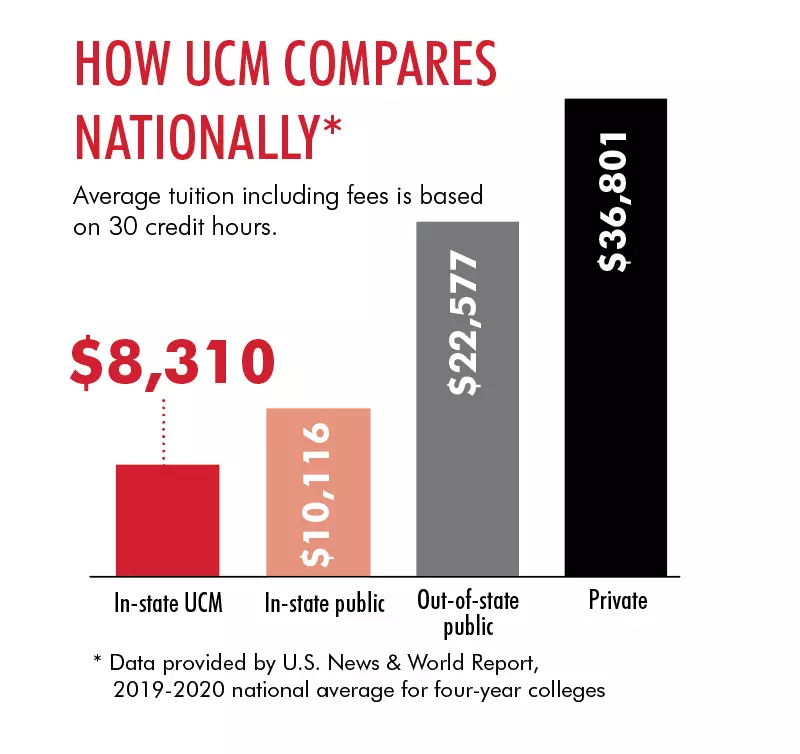 HOW UCM COMPARES
NATIONALLY*
Average tuition including fees is based
on 30 credit hours.
$8,310
$10,116
$22,577
$36,801
In-state UCM
In-state public
Out-of-state
public
Private
* Data provided by U.S. News & World Report,
2019-2020 national average for four-year colleges